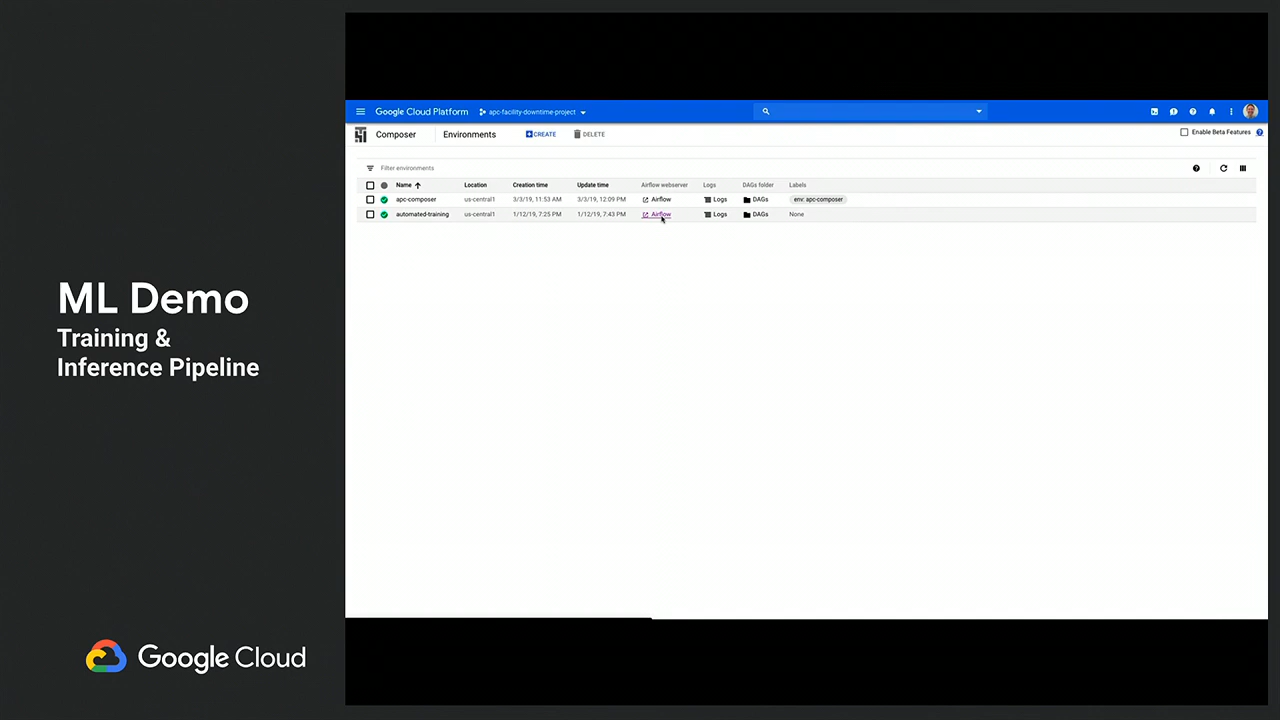 ML Demo
Training &
Inference Pipeline
Google Cloud
Google Cloud Platform apc-facility-downtime-project
Composer Environments CREATE DELETE Enable Beta Features
Filter environments
Name Location Creation time Update time Airflow webserver Logs DAGs folder Labels
apc-composer us-central1 3/3/19, 11:53 AM 3/3/19, 12:09 PM Airflow Logs DAGs env: apc-composer
automated-training us-central1 1/12/19, 7:25 PM 1/12/19, 7:43 PM Airflow Logs DAGs None